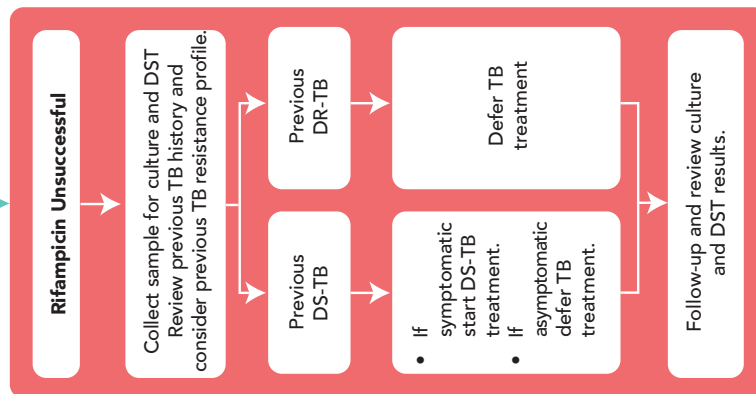 Rifampicin Unsuccessful
Collect sample for culture and DST
Review previous TB history and
consider previous TB resistance profile.
Previous
DS-TB
Previous
DR-TB
• If
symptomatic
start DS-TB
treatment.
• If
asymptomatic
defer TB
treatment.
Defer TB
treatment
Follow-up and review culture
and DST results.